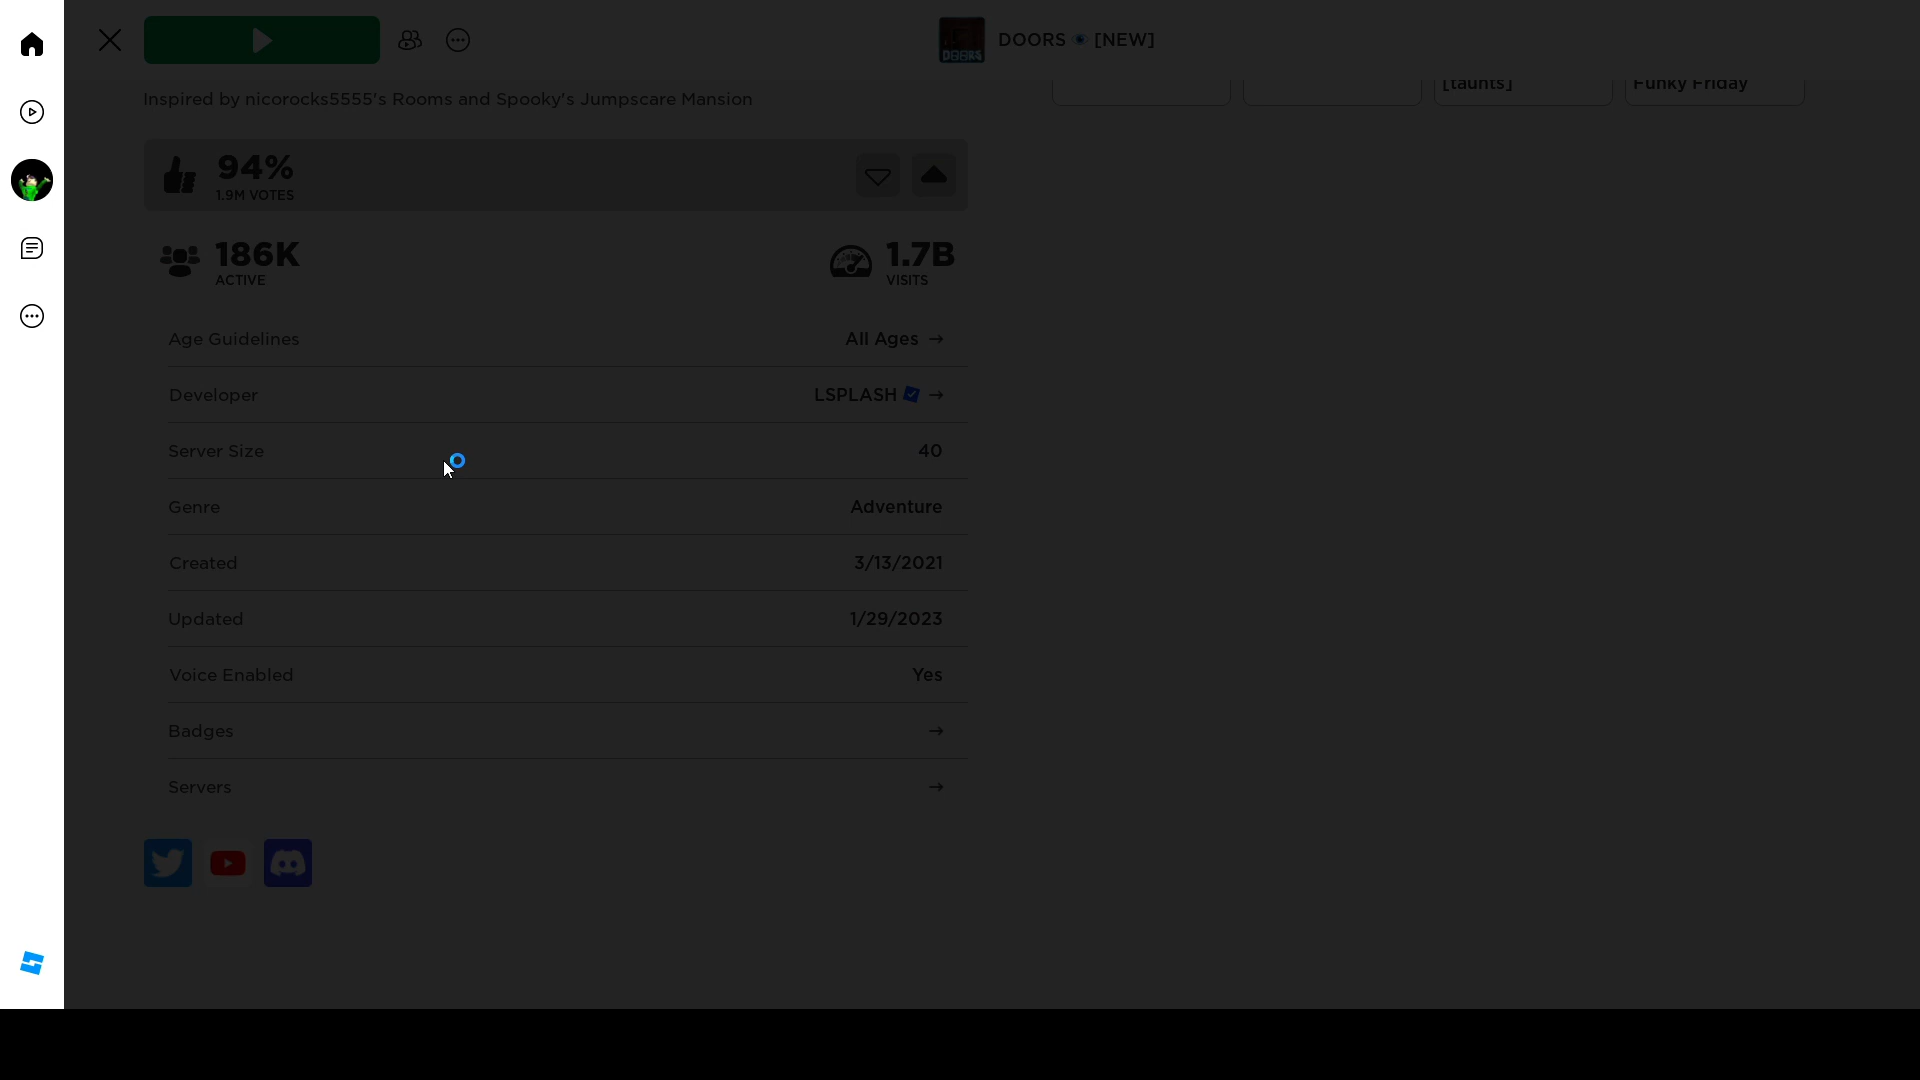 DOORS 👁 [NEW]
Inspired by nicorocks5555's Rooms and Spooky's Jumpscare Mansion
[taunts]
Funky Friday
94%
1.9M VOTES
186K
ACTIVE
1.7B
VISITS
Age Guidelines
All Ages →
Developer
LSPLASH →
Server Size
40
Genre
Adventure
Created
3/13/2021
Updated
1/29/2023
Voice Enabled
Yes
Badges
→
Servers
→